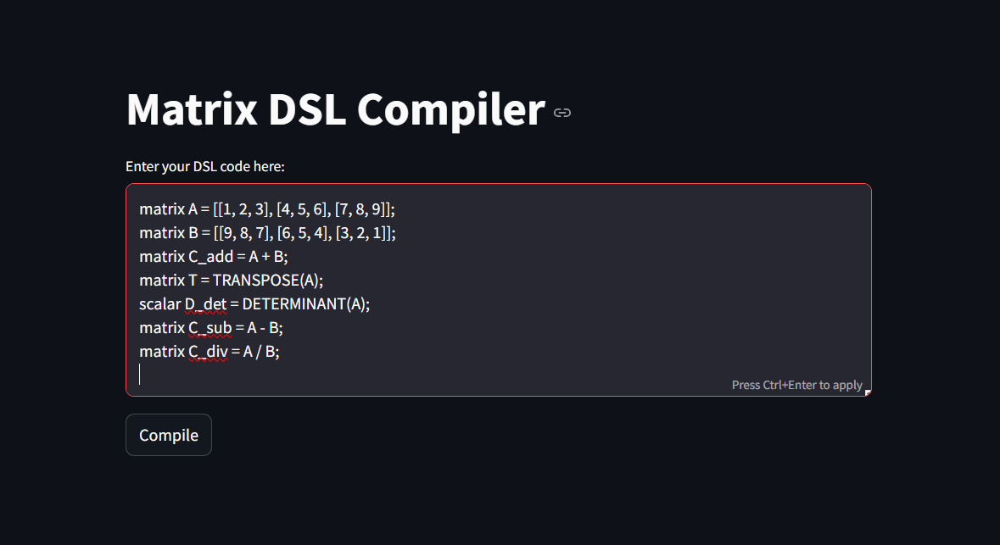 Matrix DSL Compiler
Enter your DSL code here:
matrix A = [[1, 2, 3], [4, 5, 6], [7, 8, 9]];
matrix B = [[9, 8, 7], [6, 5, 4], [3, 2, 1]];
matrix C_add = A + B;
matrix T = TRANSPOSE(A);
scalar D_det = DETERMINANT(A);
matrix C_sub = A - B;
matrix C_div = A / B;
Press Ctrl+Enter to apply
Compile